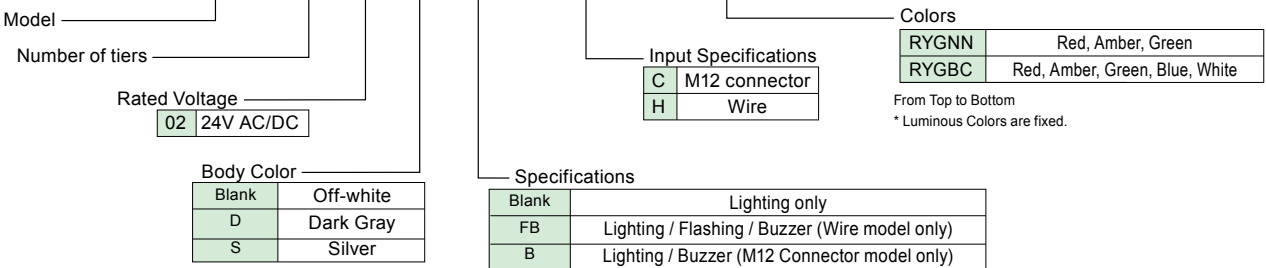 Model
Number of tiers
Rated Voltage
02 24V AC/DC
Body Color
Blank Off-white
D Dark Gray
S Silver
Specifications
Blank Lighting only
FB Lighting / Flashing / Buzzer (Wire model only)
B Lighting / Buzzer (M12 Connector model only)
Input Specifications
C M12 connector
H Wire
Colors
RYGNN Red, Amber, Green
RYGBC Red, Amber, Green, Blue, White
From Top to Bottom
* Luminous Colors are fixed.